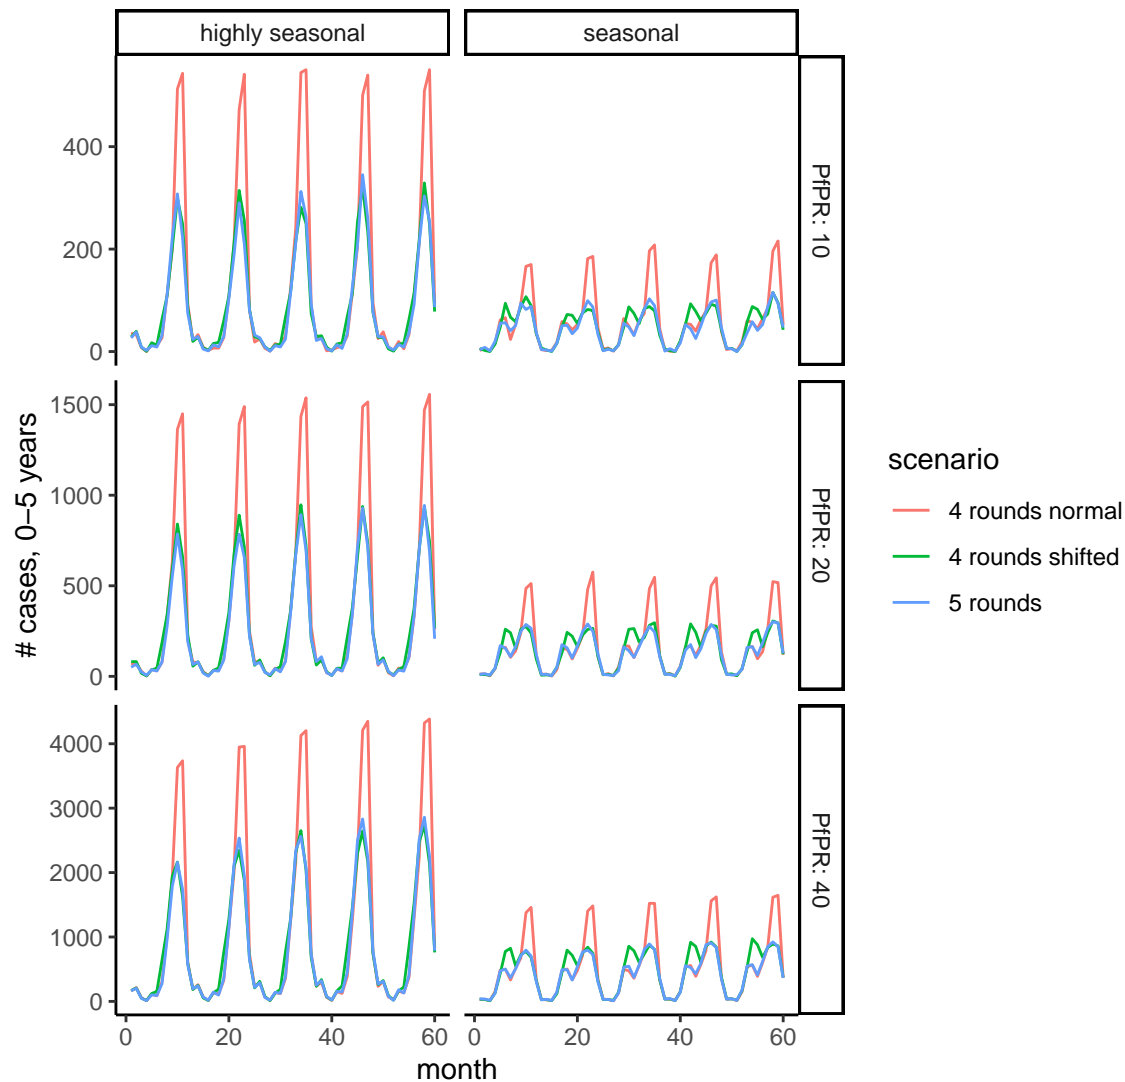 highly seasonal
seasonal
# cases, 0–5 years
400
200
0
PfPR: 10
1500
1000
500
0
PfPR: 20
4000
3000
2000
1000
0
PfPR: 40
0
20
40
60
0
20
40
60
month
scenario
4 rounds normal
4 rounds shifted
5 rounds